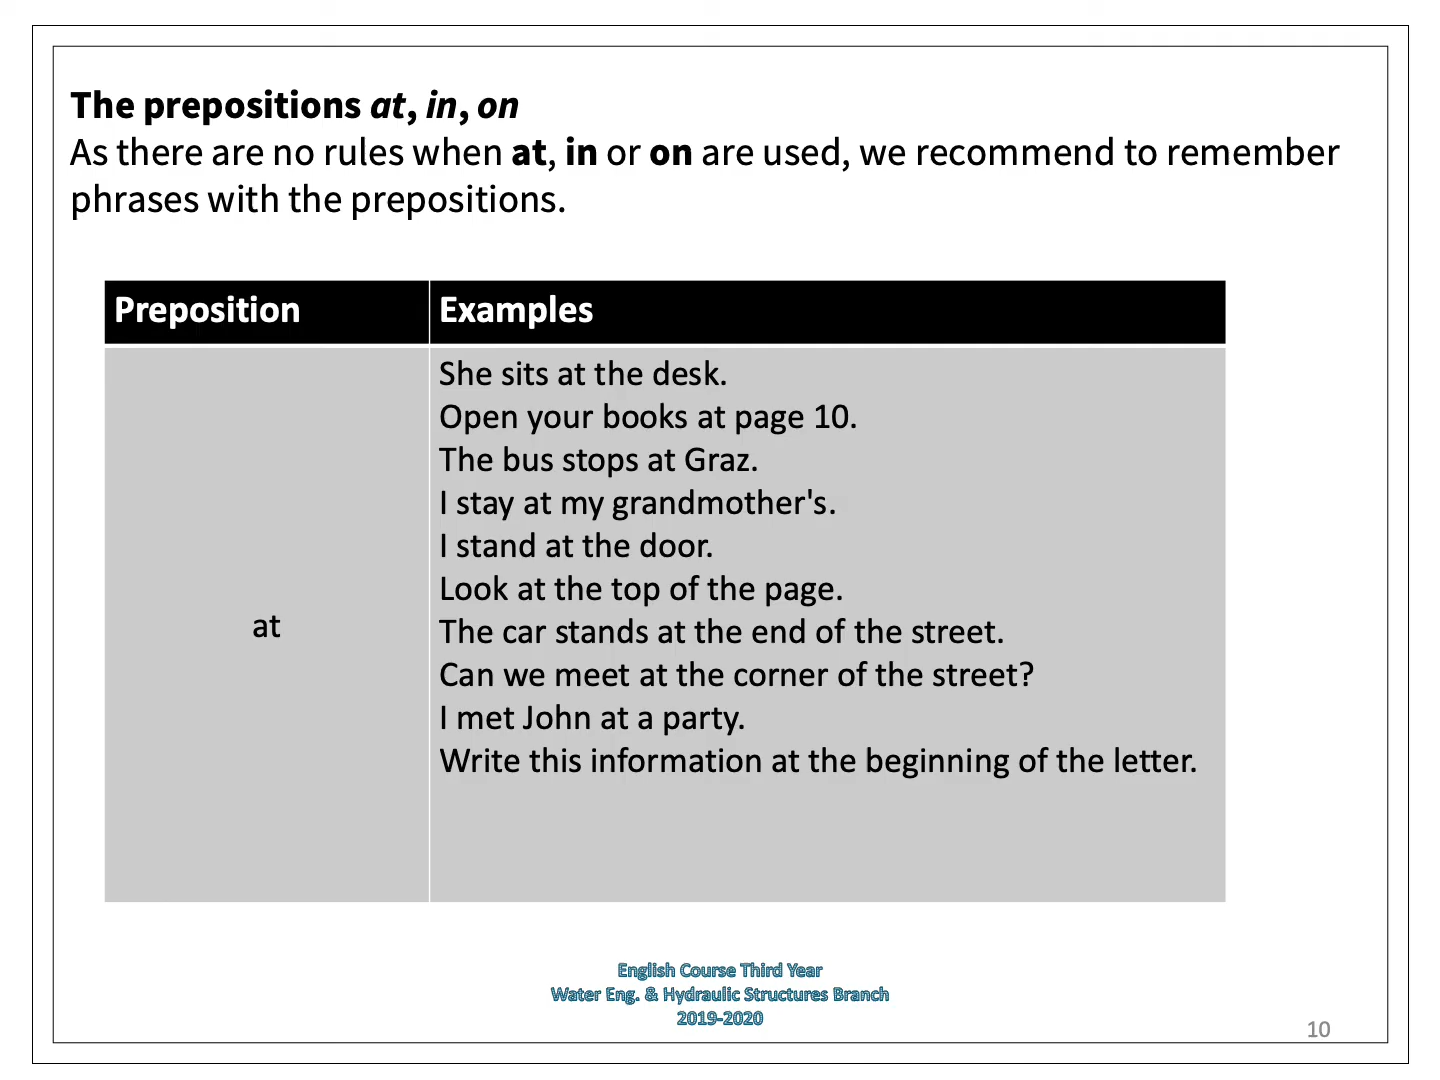 The prepositions at, in, on
As there are no rules when at, in or on are used, we recommend to remember
phrases with the prepositions.
Preposition
Examples
at
She sits at the desk.
Open your books at page 10.
The bus stops at Graz.
I stay at my grandmother's.
I stand at the door.
Look at the top of the page.
The car stands at the end of the street.
Can we meet at the corner of the street?
I met John at a party.
Write this information at the beginning of the letter.
English Course Third Year
Water Eng. & Hydraulic Structures Branch
2019-2020
10